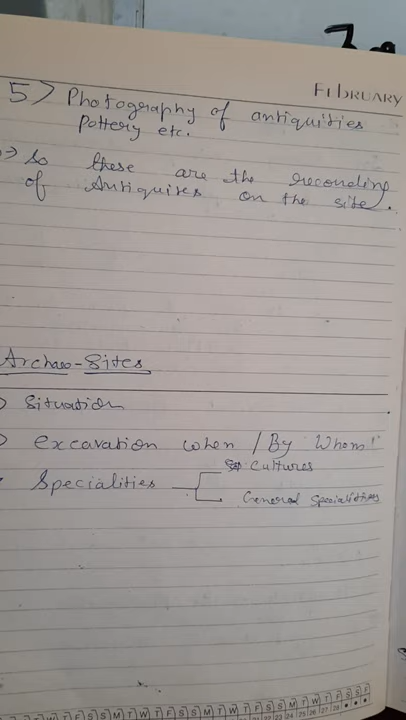 FEBRUARY
5> Photography of antiquities
Pottery etc.
→ So these are the recording
of Antiquites on the site.
Archaeo-Sites
Situation
excavation when / By Whom
Specialities
Cultures
General Specialities